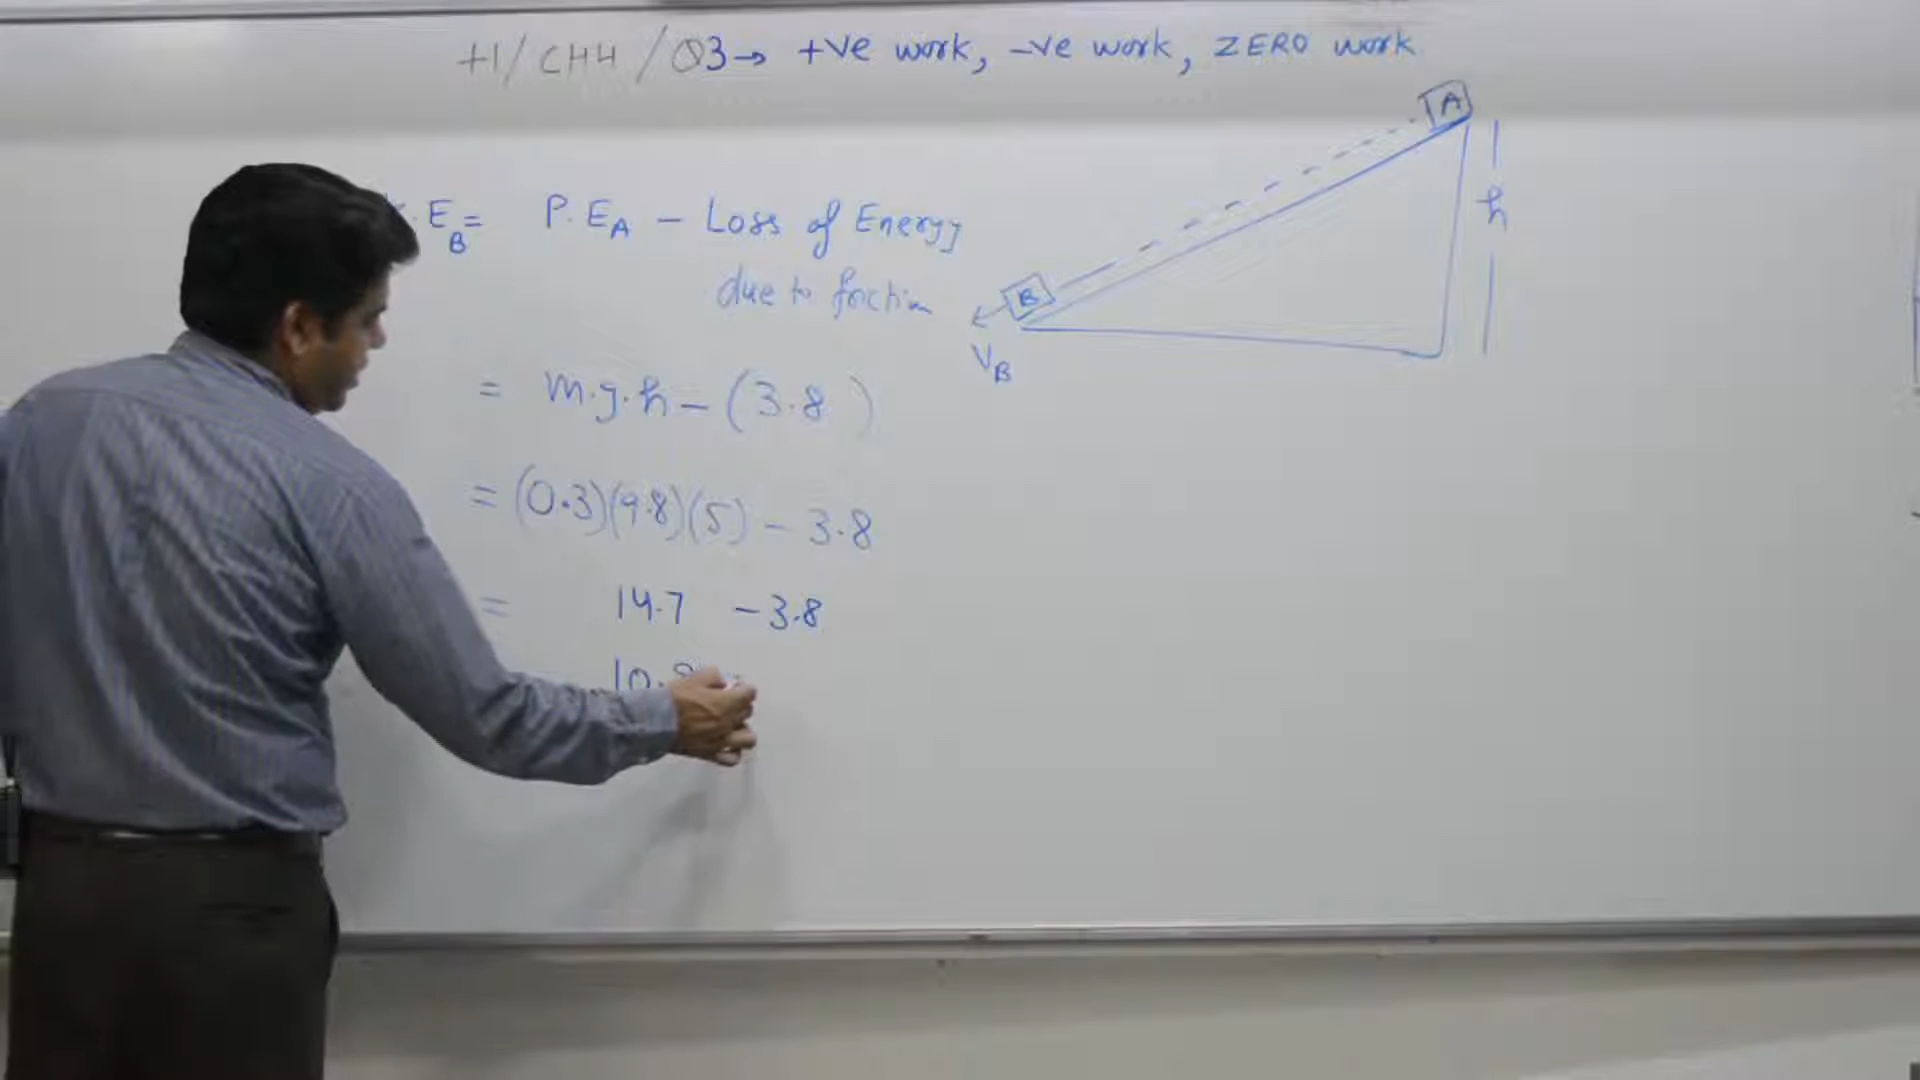 +1/CH4/Q3→ +ve work, -ve work, ZERO work
A
h
.E_B = P.E_A - Loss of Energy
due to friction
B
V_B
= m.g.h - (3.8 )
= (0.3)(9.8)(5) - 3.8
= 14.7 - 3.8